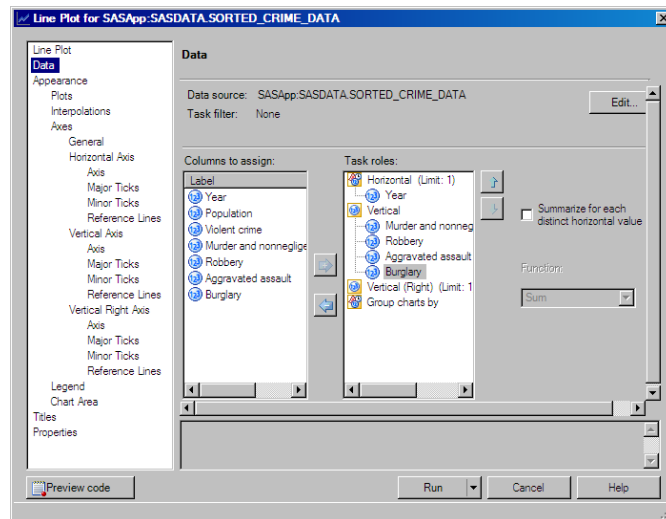 Line Plot for SASApp:SASDATA.SORTED_CRIME_DATA
Line Plot
Data
Appearance
Plots
Interpolations
Axes
General
Horizontal Axis
Axis
Major Ticks
Minor Ticks
Reference Lines
Vertical Axis
Axis
Major Ticks
Minor Ticks
Reference Lines
Vertical Right Axis
Axis
Major Ticks
Minor Ticks
Reference Lines
Legend
Chart Area
Titles
Properties
Data
Data source: SASApp:SASDATA.SORTED_CRIME_DATA
Task filter: None
Edit...
Columns to assign:
Label
Year
Population
Violent crime
Murder and nonneglige
Robbery
Aggravated assault
Burglary
Task roles:
Horizontal (Limit: 1)
Year
Vertical
Murder and nonneg
Robbery
Aggravated assault
Burglary
Vertical (Right) (Limit: 1
Group charts by
Summarize for each
distinct horizontal value
Function:
Sum
Preview code
Run
Cancel
Help